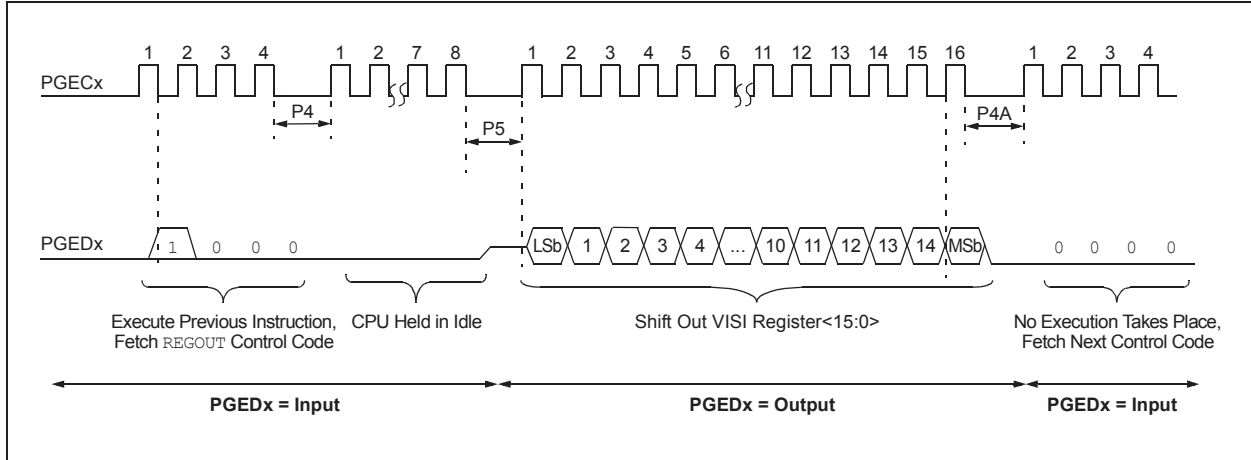 1 2 3 4 1 2 7 8 1 2 3 4 5 6 11 12 13 14 15 16 1 2 3 4
PGECx
P4 P5 P4A
PGEDx 1 0 0 0 LSb 1 2 3 4 ... 10 11 12 13 14 MSb 0 0 0 0
Execute Previous Instruction,
Fetch REGOUT Control Code
CPU Held in Idle
Shift Out VISI Register<15:0>
No Execution Takes Place,
Fetch Next Control Code
PGEDx = Input PGEDx = Output PGEDx = Input